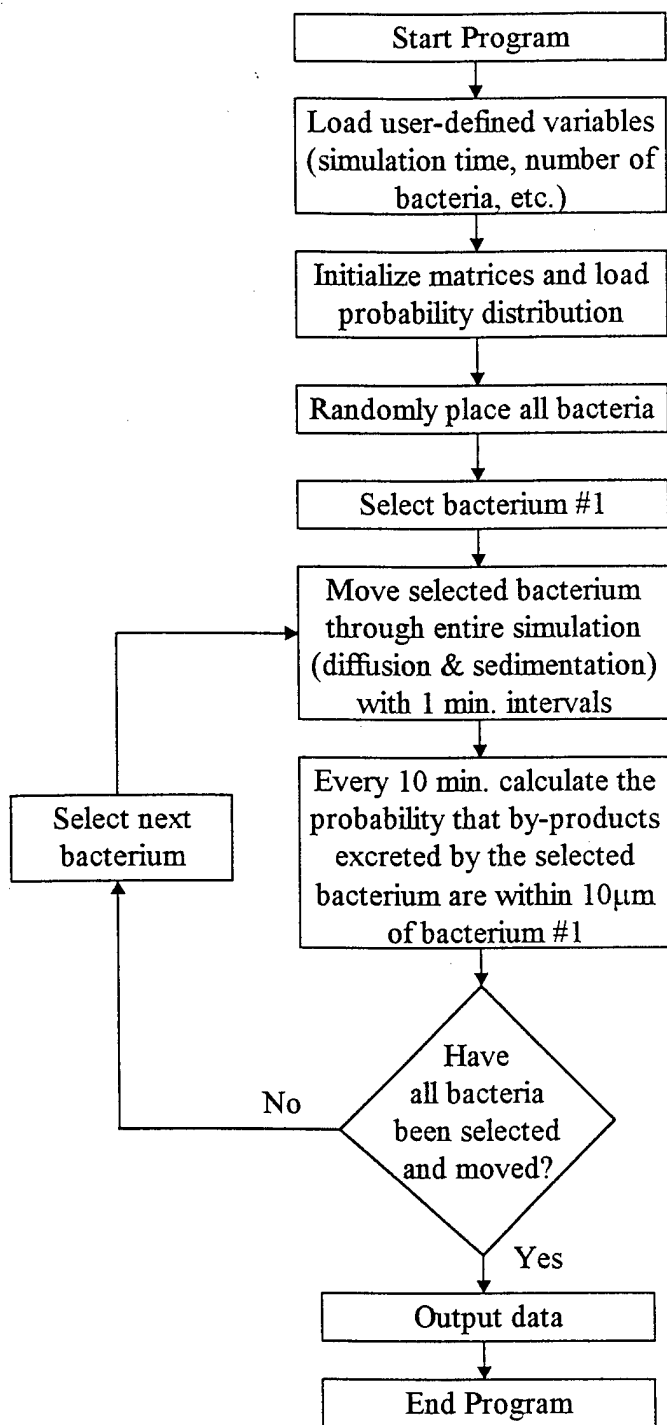 Start Program
Load user-defined variables
(simulation time, number of
bacteria, etc.)
Initialize matrices and load
probability distribution
Randomly place all bacteria
Select bacterium #1
Move selected bacterium
through entire simulation
(diffusion & sedimentation)
with 1 min. intervals
Every 10 min. calculate the
probability that by-products
excreted by the selected
bacterium are within 10μm
of bacterium #1
Select next
bacterium
Have
all bacteria
been selected
and moved?
No
Yes
Output data
End Program